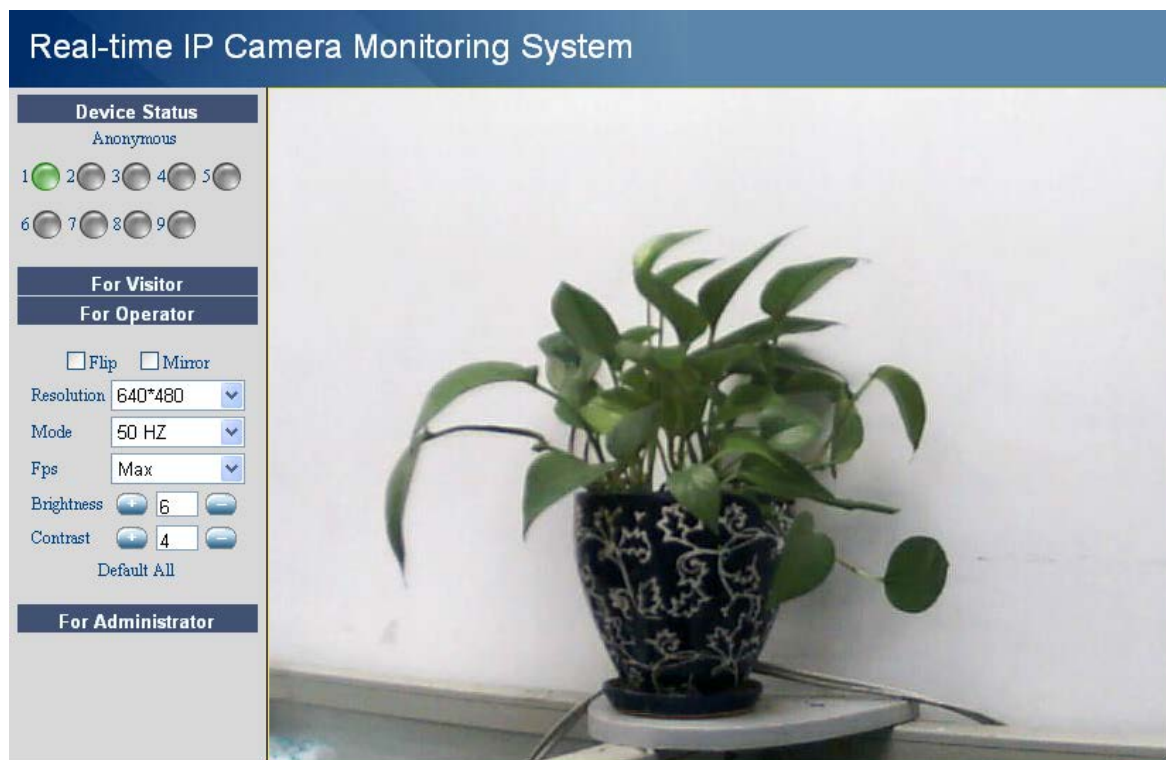 Real-time IP Camera Monitoring System
Device Status
Anonymous
1 2 3 4 5
6 7 8 9
For Visitor
For Operator
Flip Mirror
Resolution 640*480
Mode 50 HZ
Fps Max
Brightness + 6 -
Contrast + 4 -
Default All
For Administrator